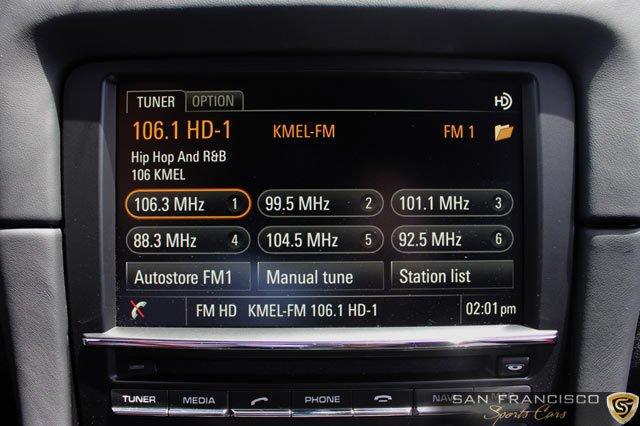 TUNER OPTION HD
106.1 HD-1 KMEL-FM FM 1
Hip Hop And R&B
106 KMEL
106.3 MHz 1 99.5 MHz 2 101.1 MHz 3
88.3 MHz 4 104.5 MHz 5 92.5 MHz 6
Autostore FM1 Manual tune Station list
FM HD KMEL-FM 106.1 HD-1 02:01 pm
TUNER MEDIA PHONE NAV
SAN FRANCISCO
Sports Cars